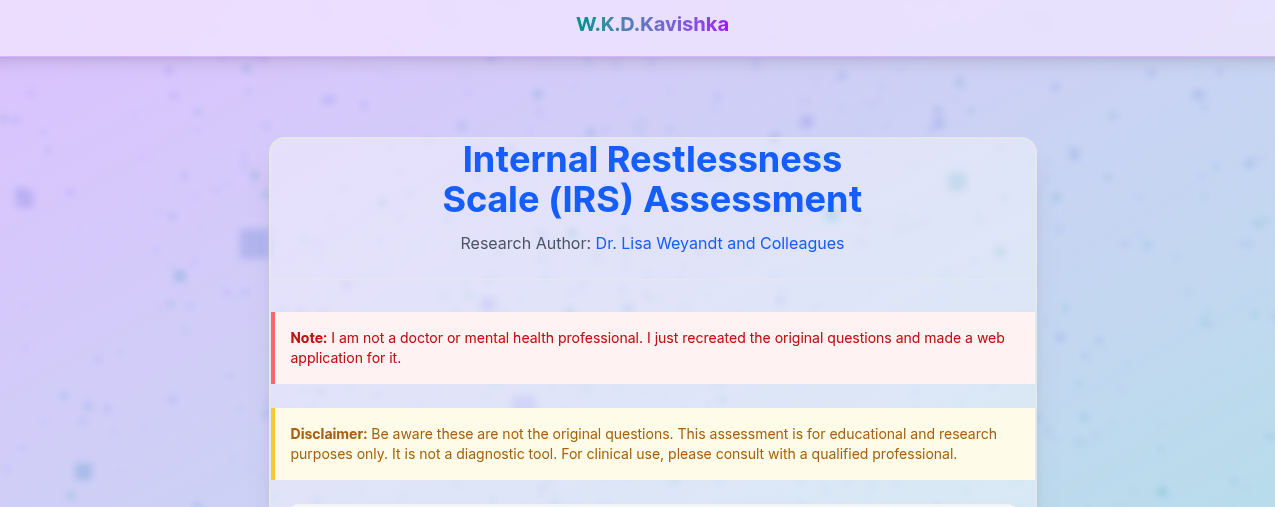 W.K.D.Kavishka
Internal Restlessness
Scale (IRS) Assessment
Research Author: Dr. Lisa Weyandt and Colleagues
Note: I am not a doctor or mental health professional. I just recreated the original questions and made a web
application for it.
Disclaimer: Be aware these are not the original questions. This assessment is for educational and research
purposes only. It is not a diagnostic tool. For clinical use, please consult with a qualified professional.